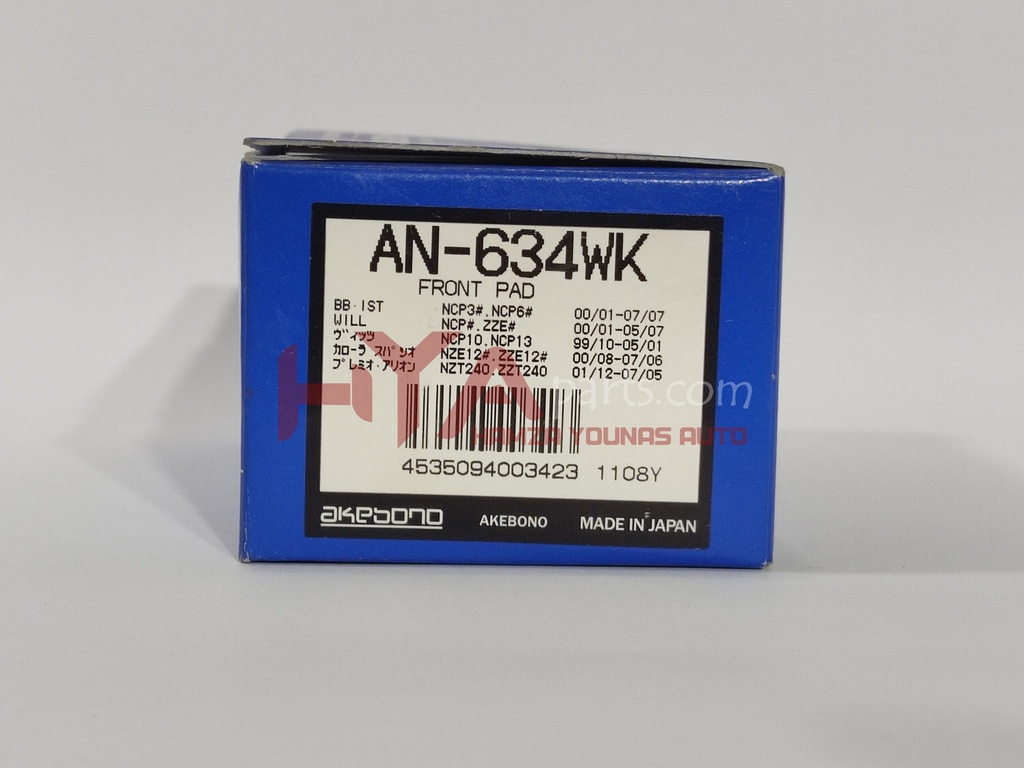 AN-634WK
FRONT PAD
BB・IST NCP3#.NCP6# 00/01-07/07
WILL NCP#.ZZE# 00/01-05/07
ヴィッツ NCP10.NCP13 99/10-05/01
カローラ スパシオ NZE12#.ZZE12# 00/08-07/06
プレミオ・アリオン NZT240.ZZT240 01/12-07/05
HYAparts.com
HAMZA YOUNAS AUTO
4535094003423 1108Y
akebono AKEBONO MADE IN JAPAN